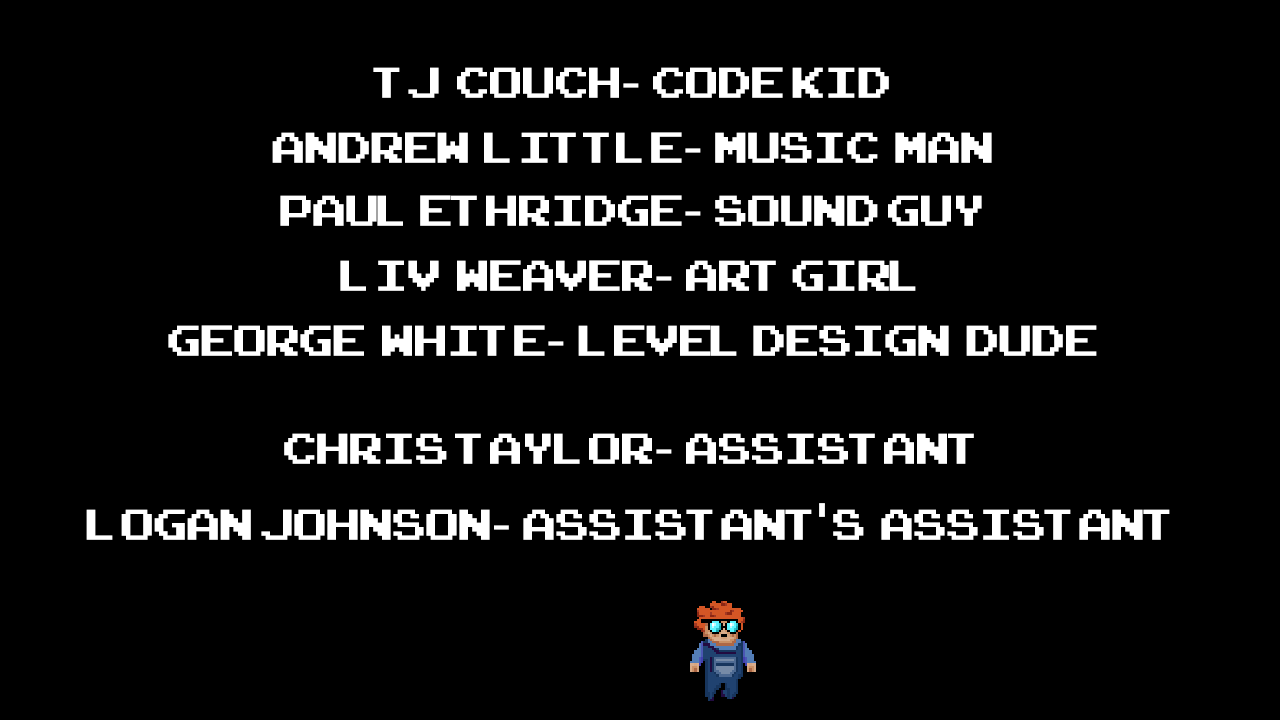 TJ COUCH- CODE KID
ANDREW LITTLE- MUSIC MAN
PAUL ETHRIDGE- SOUND GUY
LIV WEAVER- ART GIRL
GEORGE WHITE- LEVEL DESIGN DUDE
CHRIS TAYLOR- ASSISTANT
LOGAN JOHNSON- ASSISTANT'S ASSISTANT